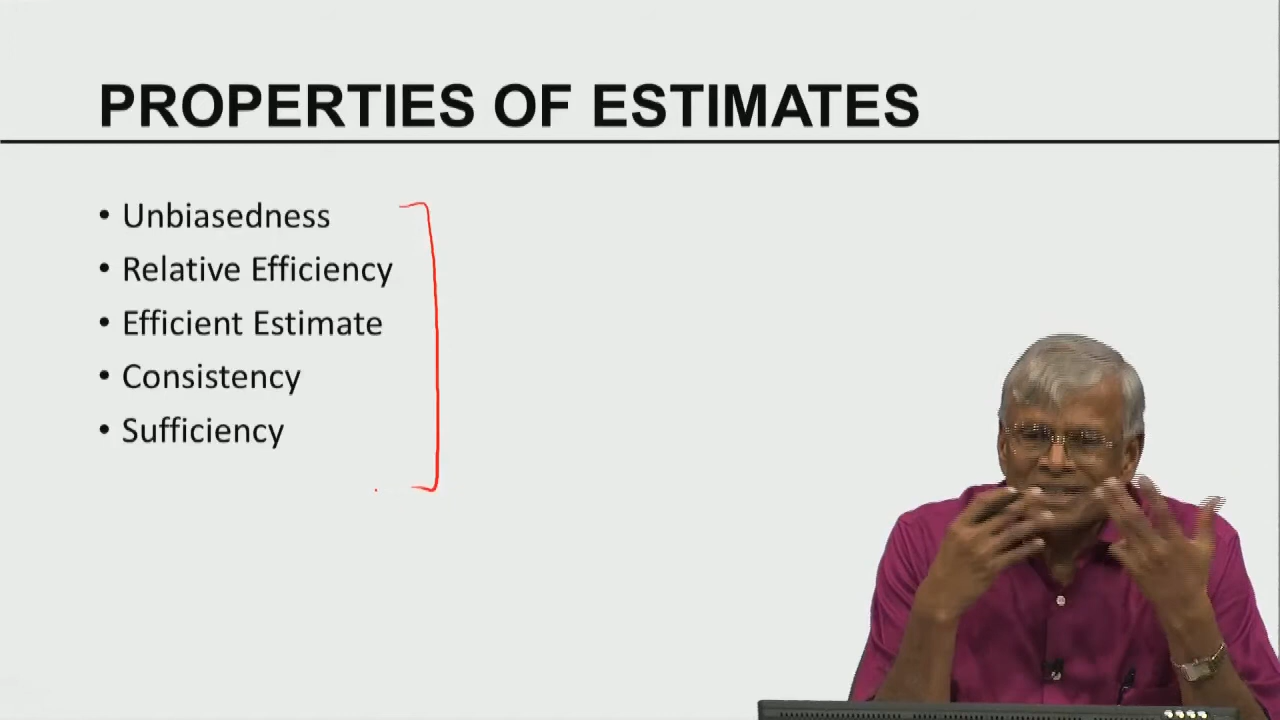 PROPERTIES OF ESTIMATES
• Unbiasedness
• Relative Efficiency
• Efficient Estimate
• Consistency
• Sufficiency